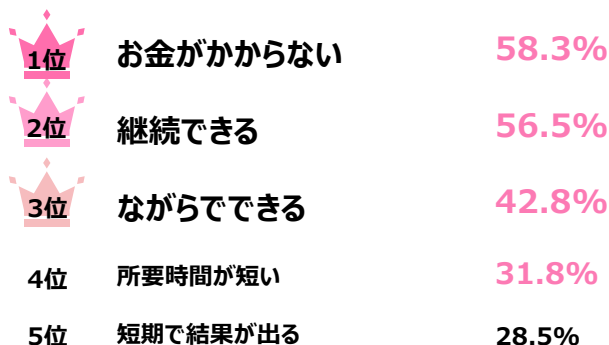 1位 お金がかからない 58.3%
2位 継続できる 56.5%
3位 ながらでできる 42.8%
4位 所要時間が短い 31.8%
5位 短期で結果が出る 28.5%